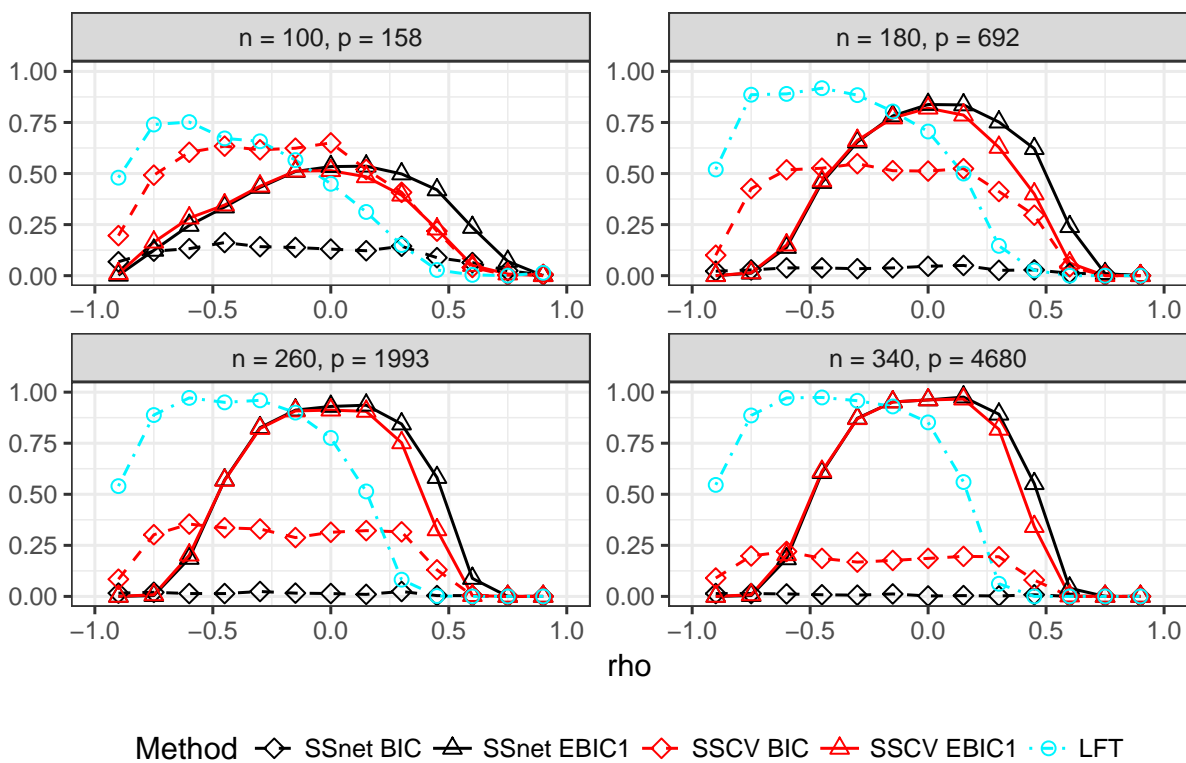 n = 100, p = 158
n = 180, p = 692
1.00
0.75
0.50
0.25
0.00
−1.0 −0.5 0.0 0.5 1.0
1.00
0.75
0.50
0.25
0.00
−1.0 −0.5 0.0 0.5 1.0
n = 260, p = 1993
n = 340, p = 4680
1.00
0.75
0.50
0.25
0.00
−1.0 −0.5 0.0 0.5 1.0
1.00
0.75
0.50
0.25
0.00
−1.0 −0.5 0.0 0.5 1.0
rho
Method SSnet BIC SSnet EBIC1 SSCV BIC SSCV EBIC1 LFT